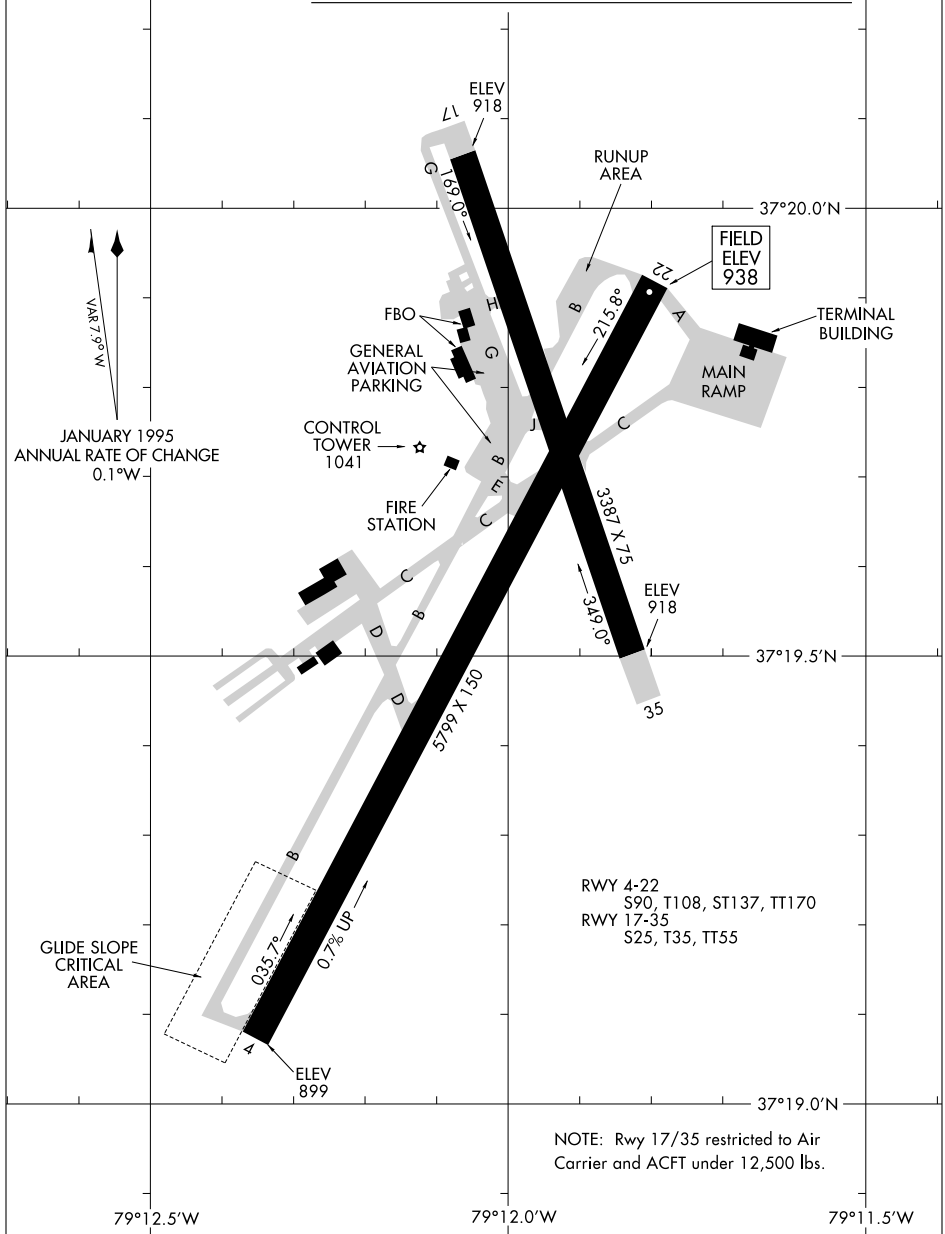 ELEV
918
17
RUNUP
AREA
G
169.0°
37°20.0'N
FIELD
ELEV
938
22
VAR 7.9° W
B
215.8°
A
H
FBO
TERMINAL
BUILDING
GENERAL
AVIATION
PARKING
G
MAIN
RAMP
JANUARY 1995
ANNUAL RATE OF CHANGE
0.1°W
CONTROL
TOWER
1041
J
C
B
E
FIRE
STATION
C
3387 X 75
C
ELEV
918
349.0°
B
D
37°19.5'N
D
5799 X 150
35
B
RWY 4-22
S90, T108, ST137, TT170
RWY 17-35
S25, T35, TT55
GLIDE SLOPE
CRITICAL
AREA
035.7°
0.7% UP
4
ELEV
899
37°19.0'N
NOTE: Rwy 17/35 restricted to Air
Carrier and ACFT under 12,500 lbs.
79°12.5'W
79°12.0'W
79°11.5'W